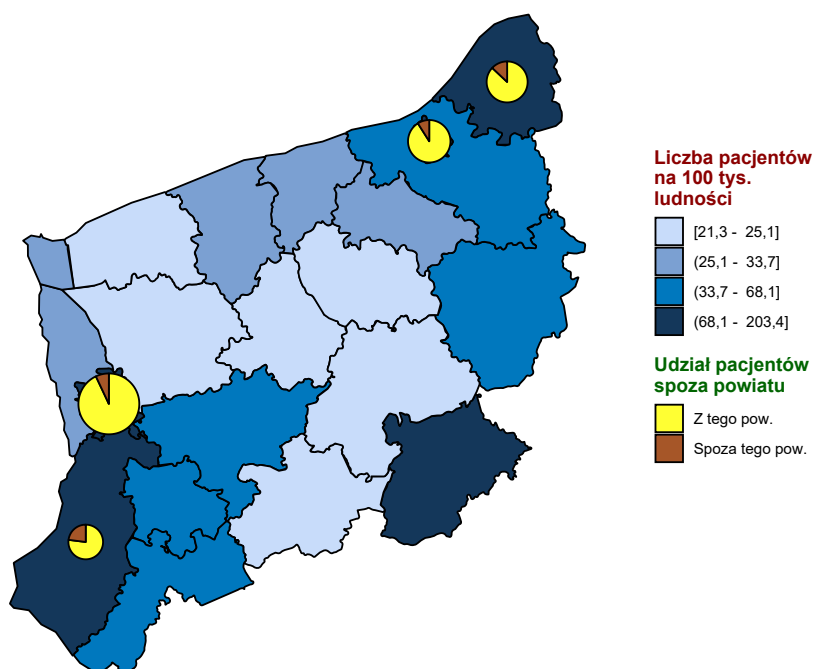 Liczba pacjentów
na 100 tys.
ludności
[21,3 - 25,1]
(25,1 - 33,7]
(33,7 - 68,1]
(68,1 - 203,4]
Udział pacjentów
spoza powiatu
Z tego pow.
Spoza tego pow.